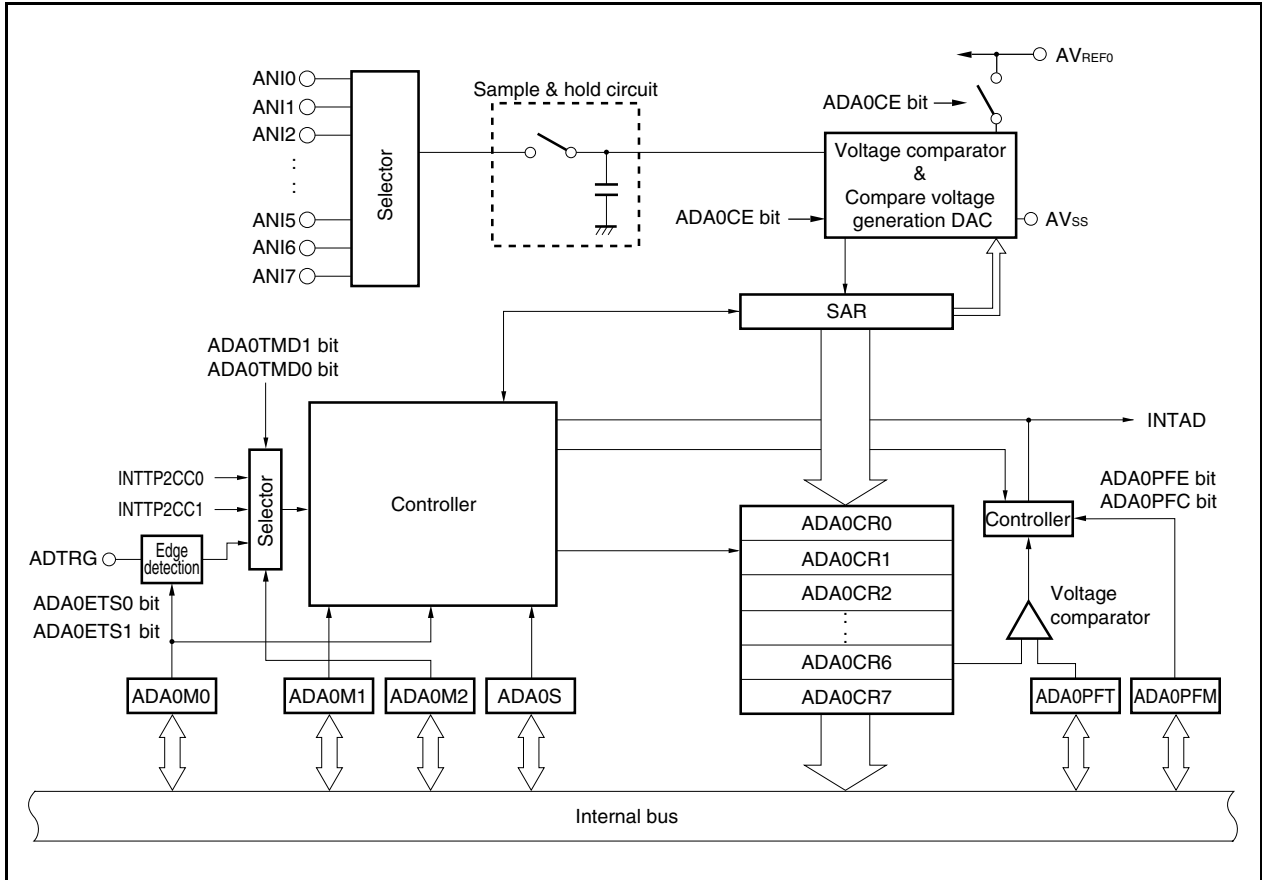 AVREF0
ANI0
ANI1
ANI2
ANI5
ANI6
ANI7
Selector
Sample & hold circuit
ADA0CE bit
Voltage comparator
&
Compare voltage
generation DAC
ADA0CE bit
AVSS
SAR
ADA0TMD1 bit
ADA0TMD0 bit
INTTP2CC0
INTTP2CC1
Selector
ADTRG
Edge
detection
ADA0ETS0 bit
ADA0ETS1 bit
Controller
INTAD
ADA0PFE bit
ADA0PFC bit
Controller
ADA0CR0
ADA0CR1
ADA0CR2
ADA0CR6
ADA0CR7
Voltage
comparator
ADA0M0
ADA0M1
ADA0M2
ADA0S
ADA0PFT
ADA0PFM
Internal bus